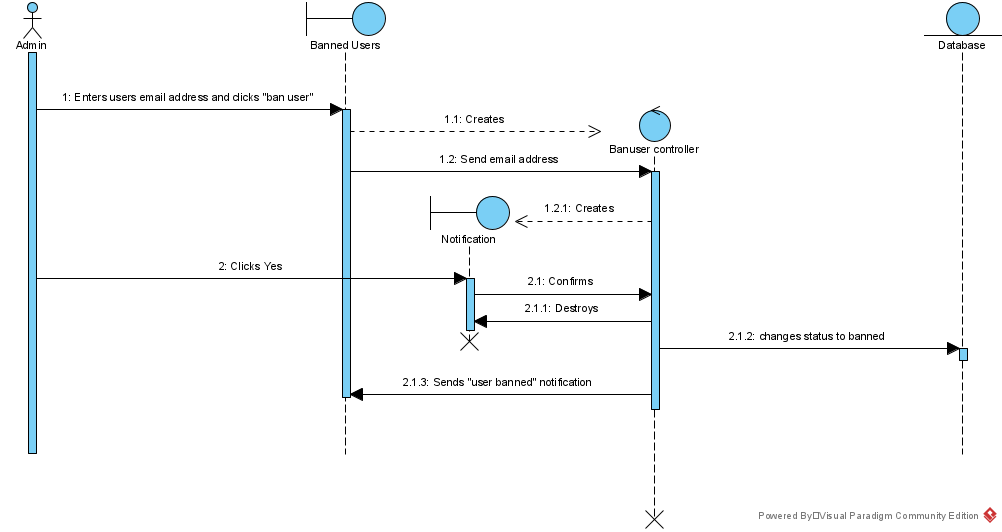 Admin
Banned Users
Database
1: Enters users email address and clicks "ban user"
1.1: Creates
Banuser controller
1.2: Send email address
1.2.1: Creates
Notification
2: Clicks Yes
2.1: Confirms
2.1.1: Destroys
2.1.2: changes status to banned
2.1.3: Sends "user banned" notification
Powered By▯Visual Paradigm Community Edition